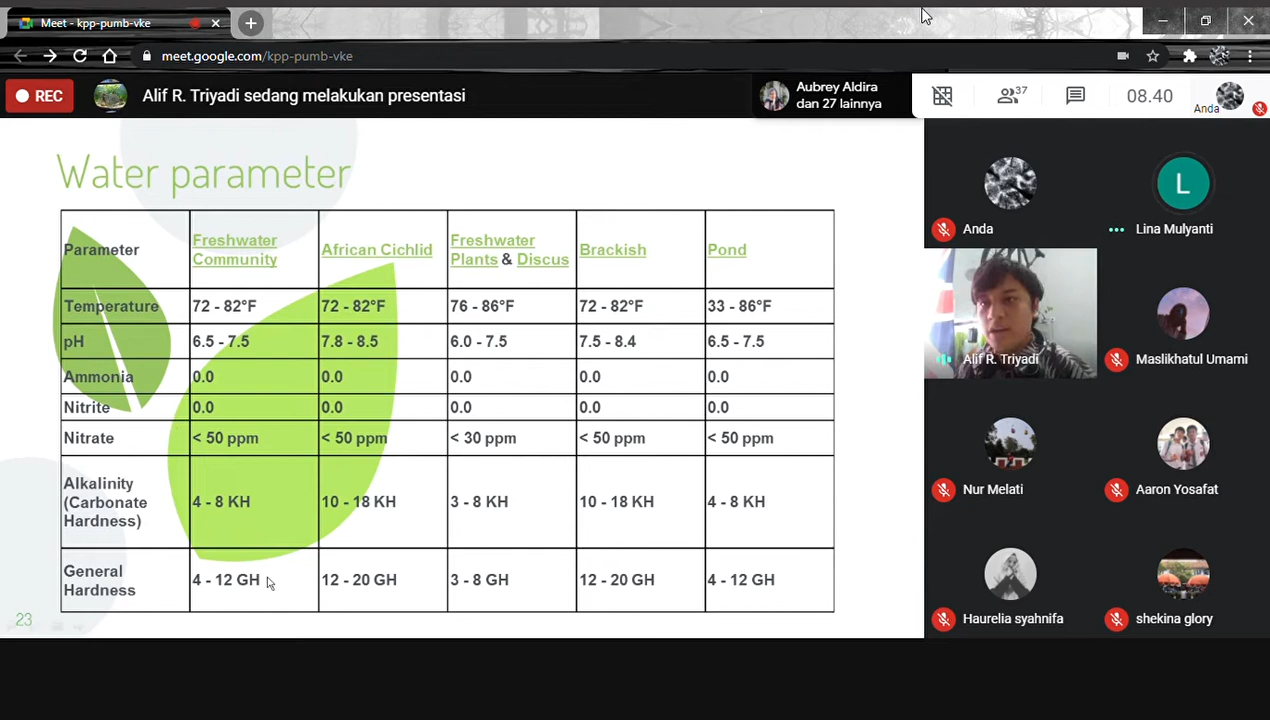 Meet - kpp-pumb-vke
meet.google.com/kpp-pumb-vke
REC
Alif R. Triyadi sedang melakukan presentasi
Aubrey Aldira
dan 27 lainnya
37
08.40
Anda
Water parameter
Parameter
Freshwater
Community
African Cichlid
Freshwater
Plants & Discus
Brackish
Pond
Temperature
72 - 82°F
72 - 82°F
76 - 86°F
72 - 82°F
33 - 86°F
pH
6.5 - 7.5
7.8 - 8.5
6.0 - 7.5
7.5 - 8.4
6.5 - 7.5
Ammonia
0.0
0.0
0.0
0.0
0.0
Nitrite
0.0
0.0
0.0
0.0
0.0
Nitrate
< 50 ppm
< 50 ppm
< 30 ppm
< 50 ppm
< 50 ppm
Alkalinity
(Carbonate
Hardness)
4 - 8 KH
10 - 18 KH
3 - 8 KH
10 - 18 KH
4 - 8 KH
General
Hardness
4 - 12 GH
12 - 20 GH
3 - 8 GH
12 - 20 GH
4 - 12 GH
23
Anda
L
Lina Mulyanti
Alif R. Triyadi
Maslikhatul Umami
Nur Melati
Aaron Yosafat
Haurelia syahnifa
shekina glory